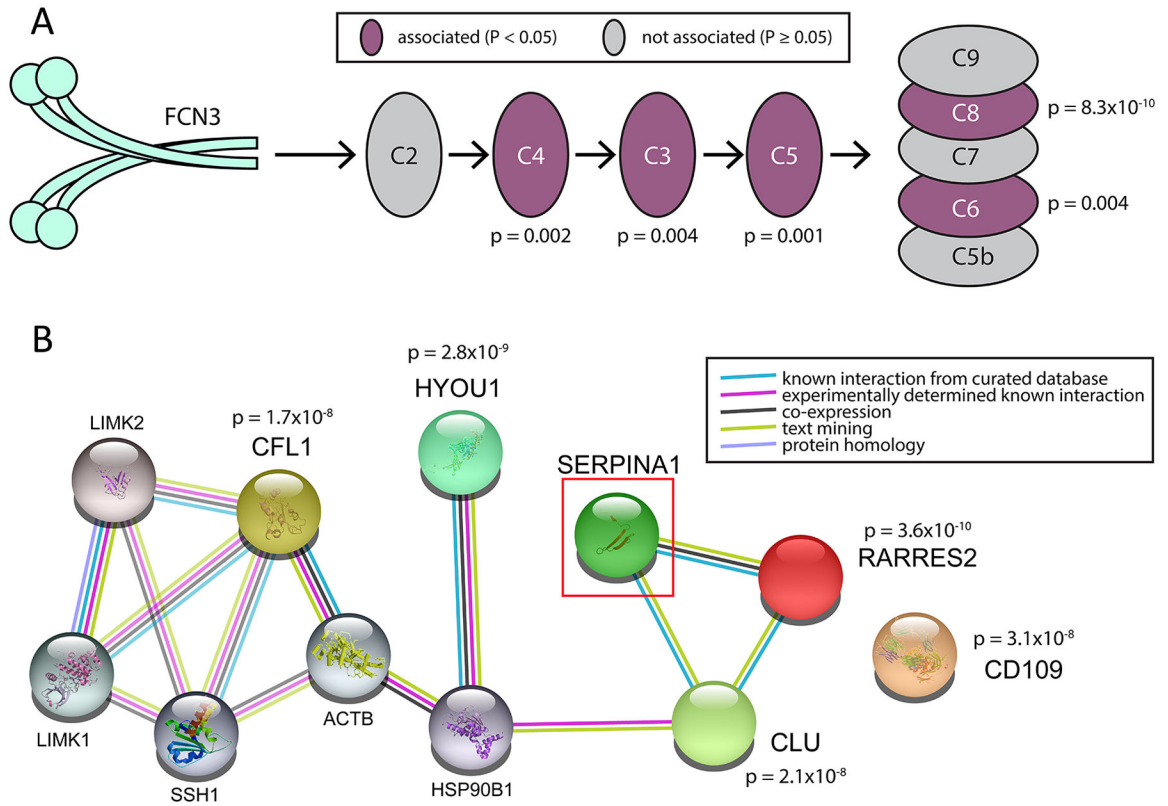 A
associated (P < 0.05)
not associated (P ≥ 0.05)
FCN3
C2
C4
C3
C5
p = 0.002
p = 0.004
p = 0.001
C9
C8
C7
C6
C5b
p = 8.3x10⁻¹⁰
p = 0.004
B
known interaction from curated database
experimentally determined known interaction
co-expression
text mining
protein homology
LIMK2
p = 1.7x10⁻⁸
CFL1
p = 2.8x10⁻⁹
HYOU1
SERPINA1
p = 3.6x10⁻¹⁰
RARRES2
p = 3.1x10⁻⁸
CD109
LIMK1
SSH1
ACTB
HSP90B1
CLU
p = 2.1x10⁻⁸